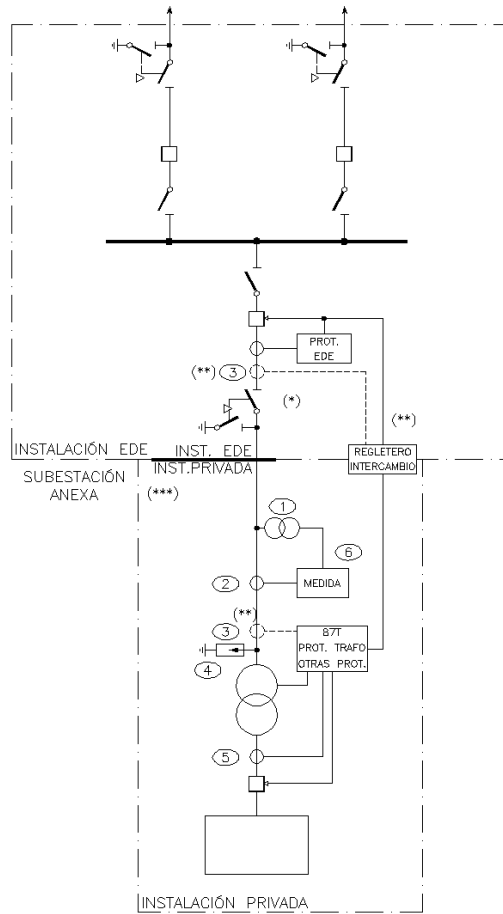 PROT.
EDE
(**) 3
(*)
(**)
INSTALACIÓN EDE
INST. EDE
REGLETERO
INTERCAMBIO
SUBESTACIÓN
ANEXA
INST.PRIVADA
(***)
1
6
2
MEDIDA
(**)
3
87T
PROT. TRAFO
OTRAS PROT.
4
5
INSTALACIÓN PRIVADA